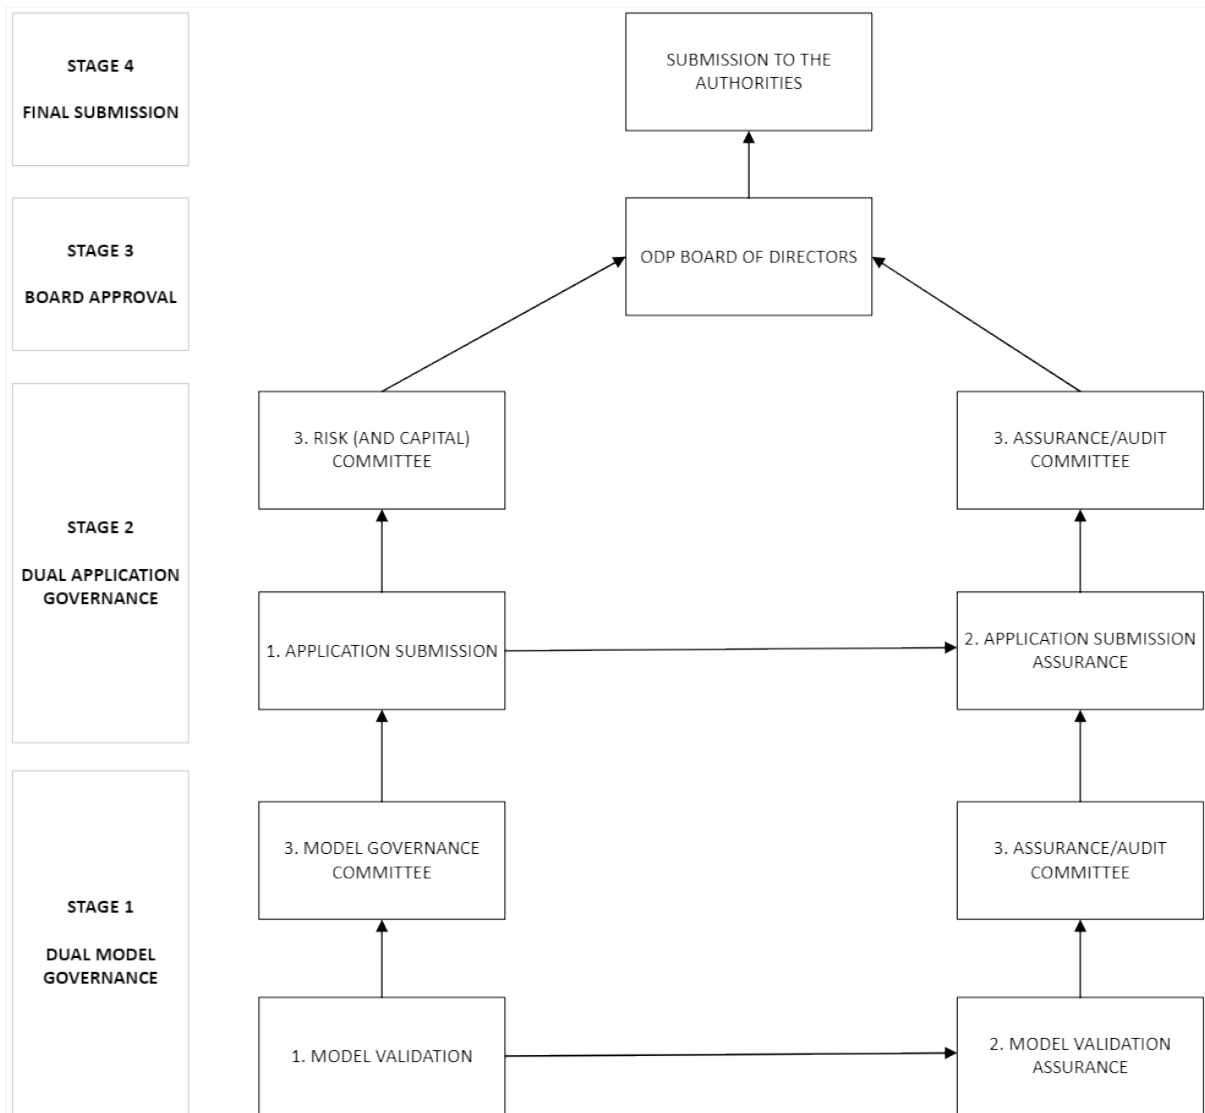 STAGE 4
FINAL SUBMISSION
SUBMISSION TO THE
AUTHORITIES
STAGE 3
BOARD APPROVAL
ODP BOARD OF DIRECTORS
STAGE 2
DUAL APPLICATION
GOVERNANCE
3. RISK (AND CAPITAL)
COMMITTEE
3. ASSURANCE/AUDIT
COMMITTEE
1. APPLICATION SUBMISSION
2. APPLICATION SUBMISSION
ASSURANCE
STAGE 1
DUAL MODEL
GOVERNANCE
3. MODEL GOVERNANCE
COMMITTEE
3. ASSURANCE/AUDIT
COMMITTEE
1. MODEL VALIDATION
2. MODEL VALIDATION
ASSURANCE